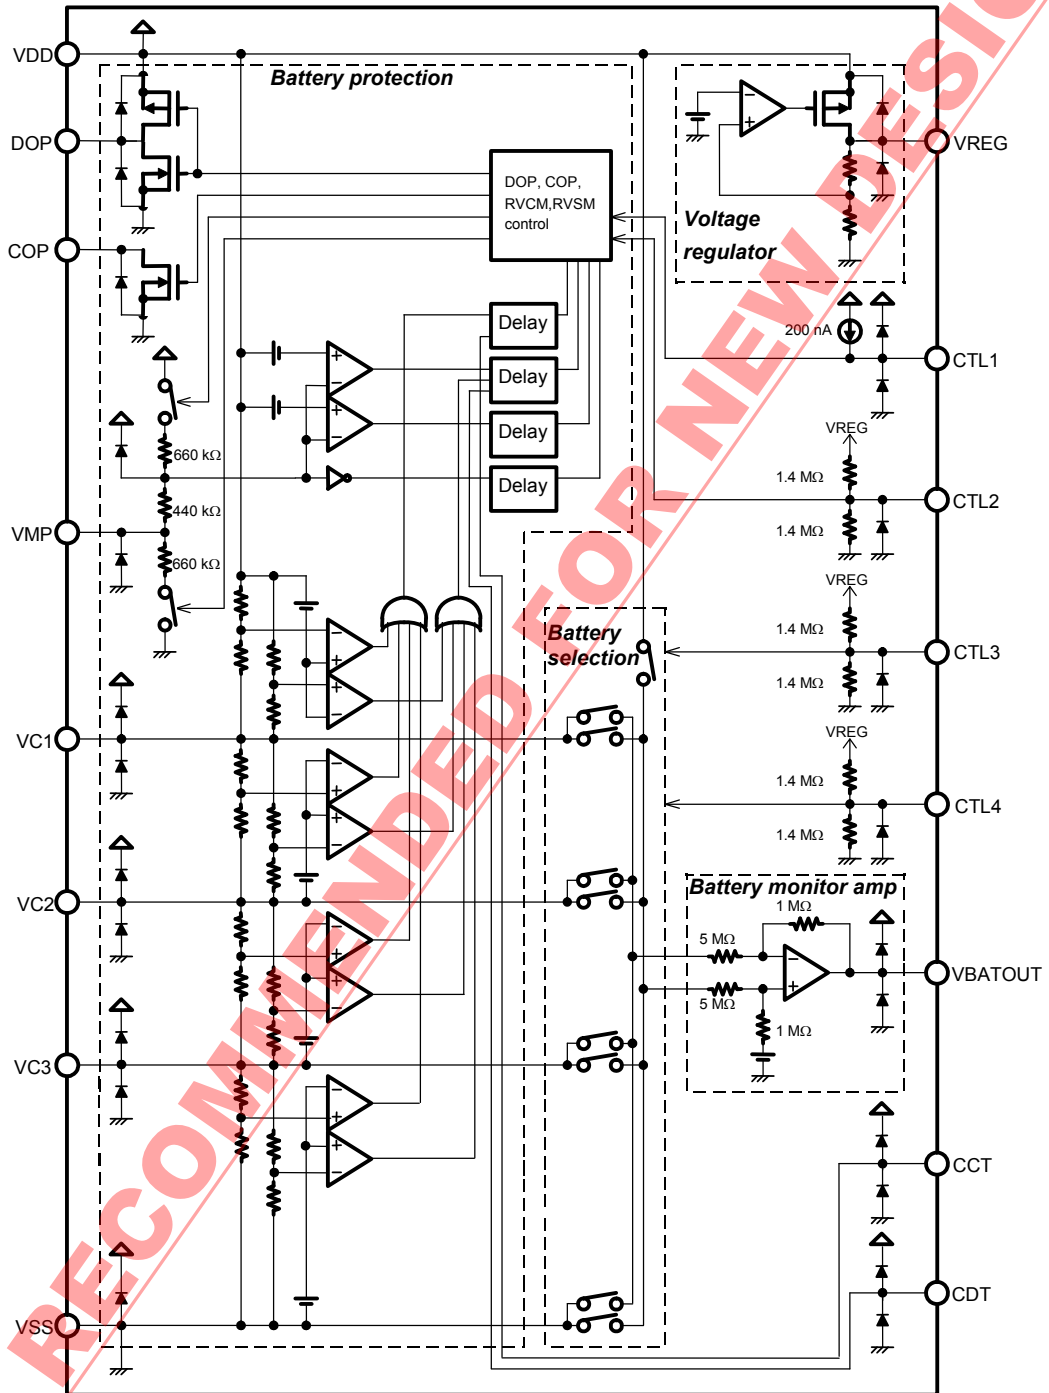 VDD
Battery protection
DOP
DOP, COP,
RVCM,RVSM
control
VREG
Voltage
regulator
COP
Delay
200 nA
CTL1
Delay
Delay
VREG
660 kΩ
Delay
1.4 MΩ
CTL2
440 kΩ
1.4 MΩ
VMP
660 kΩ
VREG
Battery
selection
1.4 MΩ
CTL3
1.4 MΩ
VC1
VREG
1.4 MΩ
CTL4
1.4 MΩ
VC2
Battery monitor amp
1 MΩ
5 MΩ
VBATOUT
5 MΩ
1 MΩ
VC3
CCT
CDT
VSS
RECOMMENDED FOR NEW DESIG